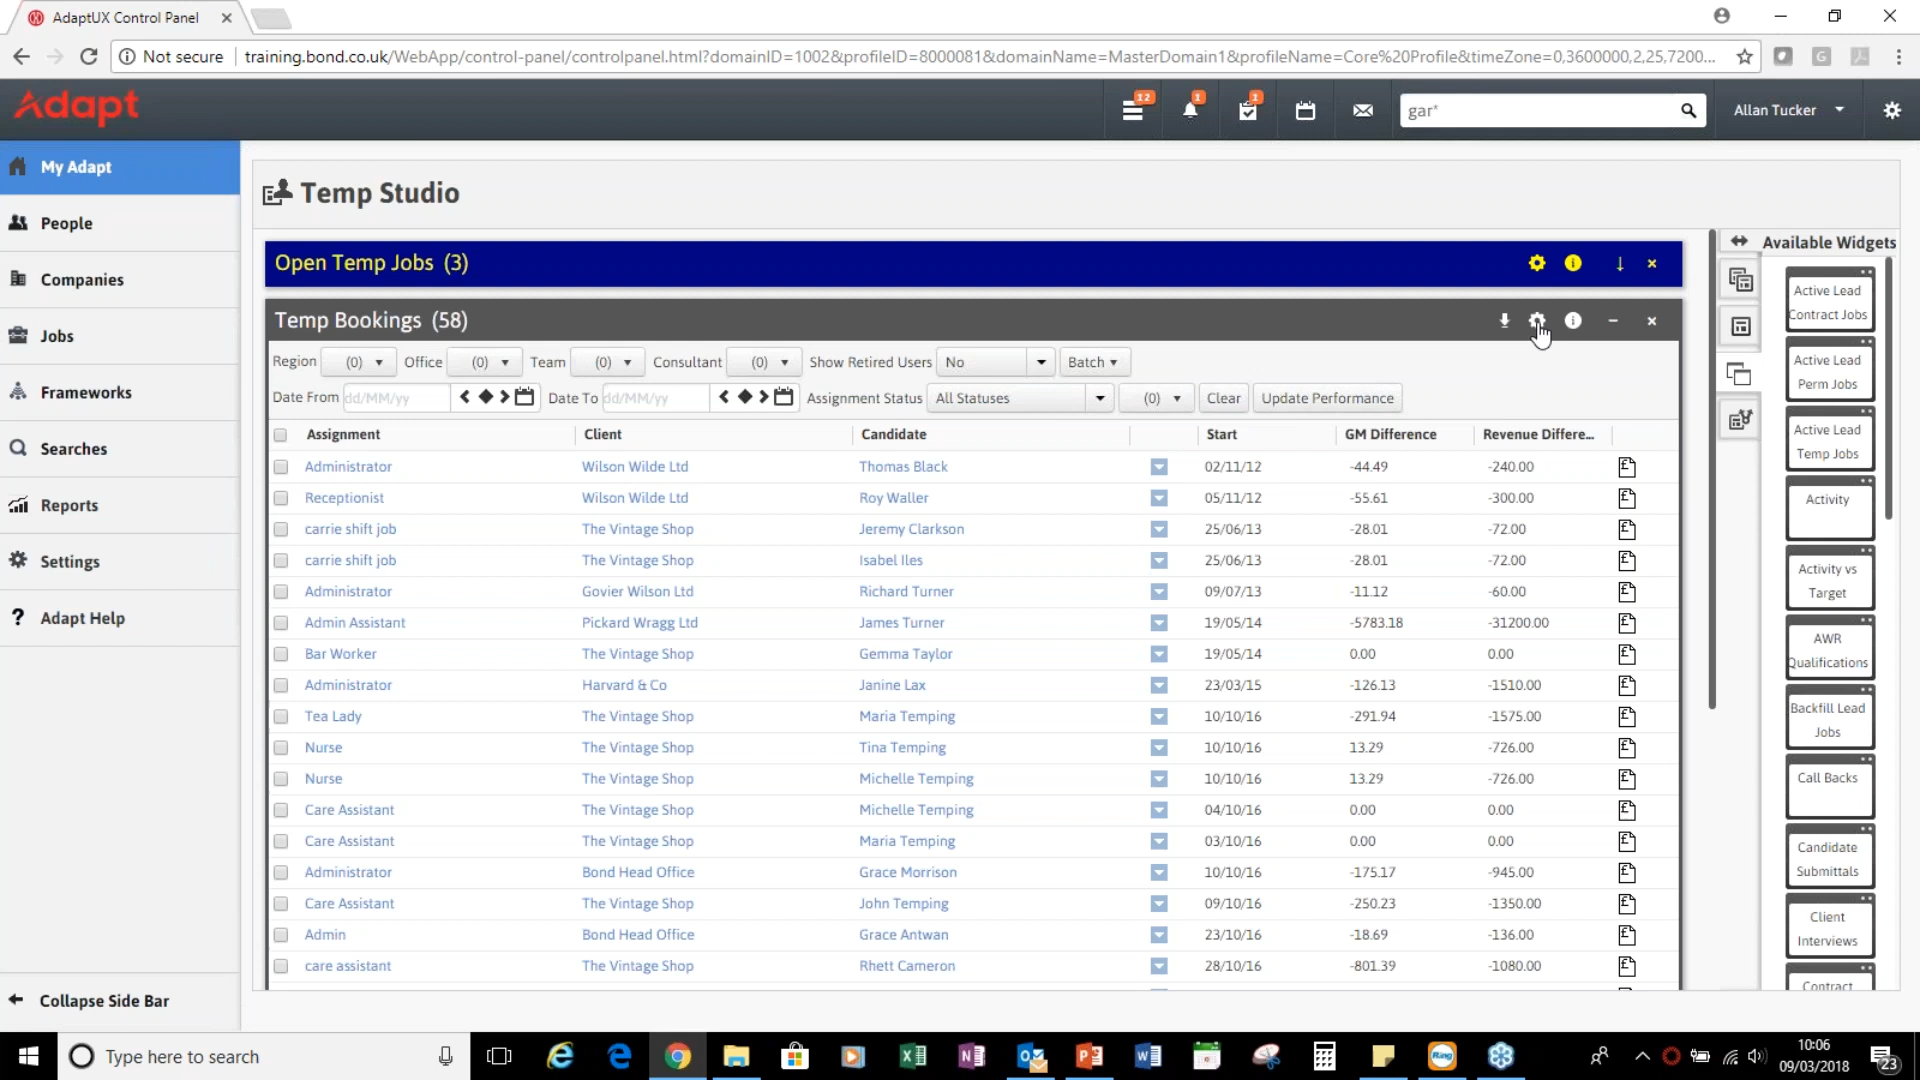 AdaptUX Control Panel
Not secure training.bond.co.uk/WebApp/control-panel/controlpanel.html?domainID=1002&profileID=8000081&domainName=MasterDomain1&profileName=Core%20Profile&timeZone=0,3600000,2,25,7200...
Adapt
12 1 1 gar* Allan Tucker
My Adapt
People
Companies
Jobs
Frameworks
Searches
Reports
Settings
? Adapt Help
Collapse Side Bar
Temp Studio
Open Temp Jobs (3)
Temp Bookings (58)
Region (0) Office (0) Team (0) Consultant (0) Show Retired Users No Batch
Date From dd/MM/yy Date To dd/MM/yy Assignment Status All Statuses (0) Clear Update Performance
Assignment Client Candidate Start GM Difference Revenue Differe...
Administrator Wilson Wilde Ltd Thomas Black 02/11/12 -44.49 -240.00
Receptionist Wilson Wilde Ltd Roy Waller 05/11/12 -55.61 -300.00
carrie shift job The Vintage Shop Jeremy Clarkson 25/06/13 -28.01 -72.00
carrie shift job The Vintage Shop Isabel Iles 25/06/13 -28.01 -72.00
Administrator Govier Wilson Ltd Richard Turner 09/07/13 -11.12 -60.00
Admin Assistant Pickard Wragg Ltd James Turner 19/05/14 -5783.18 -31200.00
Bar Worker The Vintage Shop Gemma Taylor 19/05/14 0.00 0.00
Administrator Harvard & Co Janine Lax 23/03/15 -126.13 -1510.00
Tea Lady The Vintage Shop Maria Temping 10/10/16 -291.94 -1575.00
Nurse The Vintage Shop Tina Temping 10/10/16 13.29 -726.00
Nurse The Vintage Shop Michelle Temping 10/10/16 13.29 -726.00
Care Assistant The Vintage Shop Michelle Temping 04/10/16 0.00 0.00
Care Assistant The Vintage Shop Maria Temping 03/10/16 0.00 0.00
Administrator Bond Head Office Grace Morrison 10/10/16 -175.17 -945.00
Care Assistant The Vintage Shop John Temping 09/10/16 -250.23 -1350.00
Admin Bond Head Office Grace Antwan 23/10/16 -18.69 -136.00
care assistant The Vintage Shop Rhett Cameron 28/10/16 -801.39 -1080.00
Available Widgets
Active Lead
Contract Jobs
Active Lead
Perm Jobs
Active Lead
Temp Jobs
Activity
Activity vs
Target
AWR
Qualifications
Backfill Lead
Jobs
Call Backs
Candidate
Submittals
Client
Interviews
Contract
Type here to search
Ring
10:06
09/03/2018
23